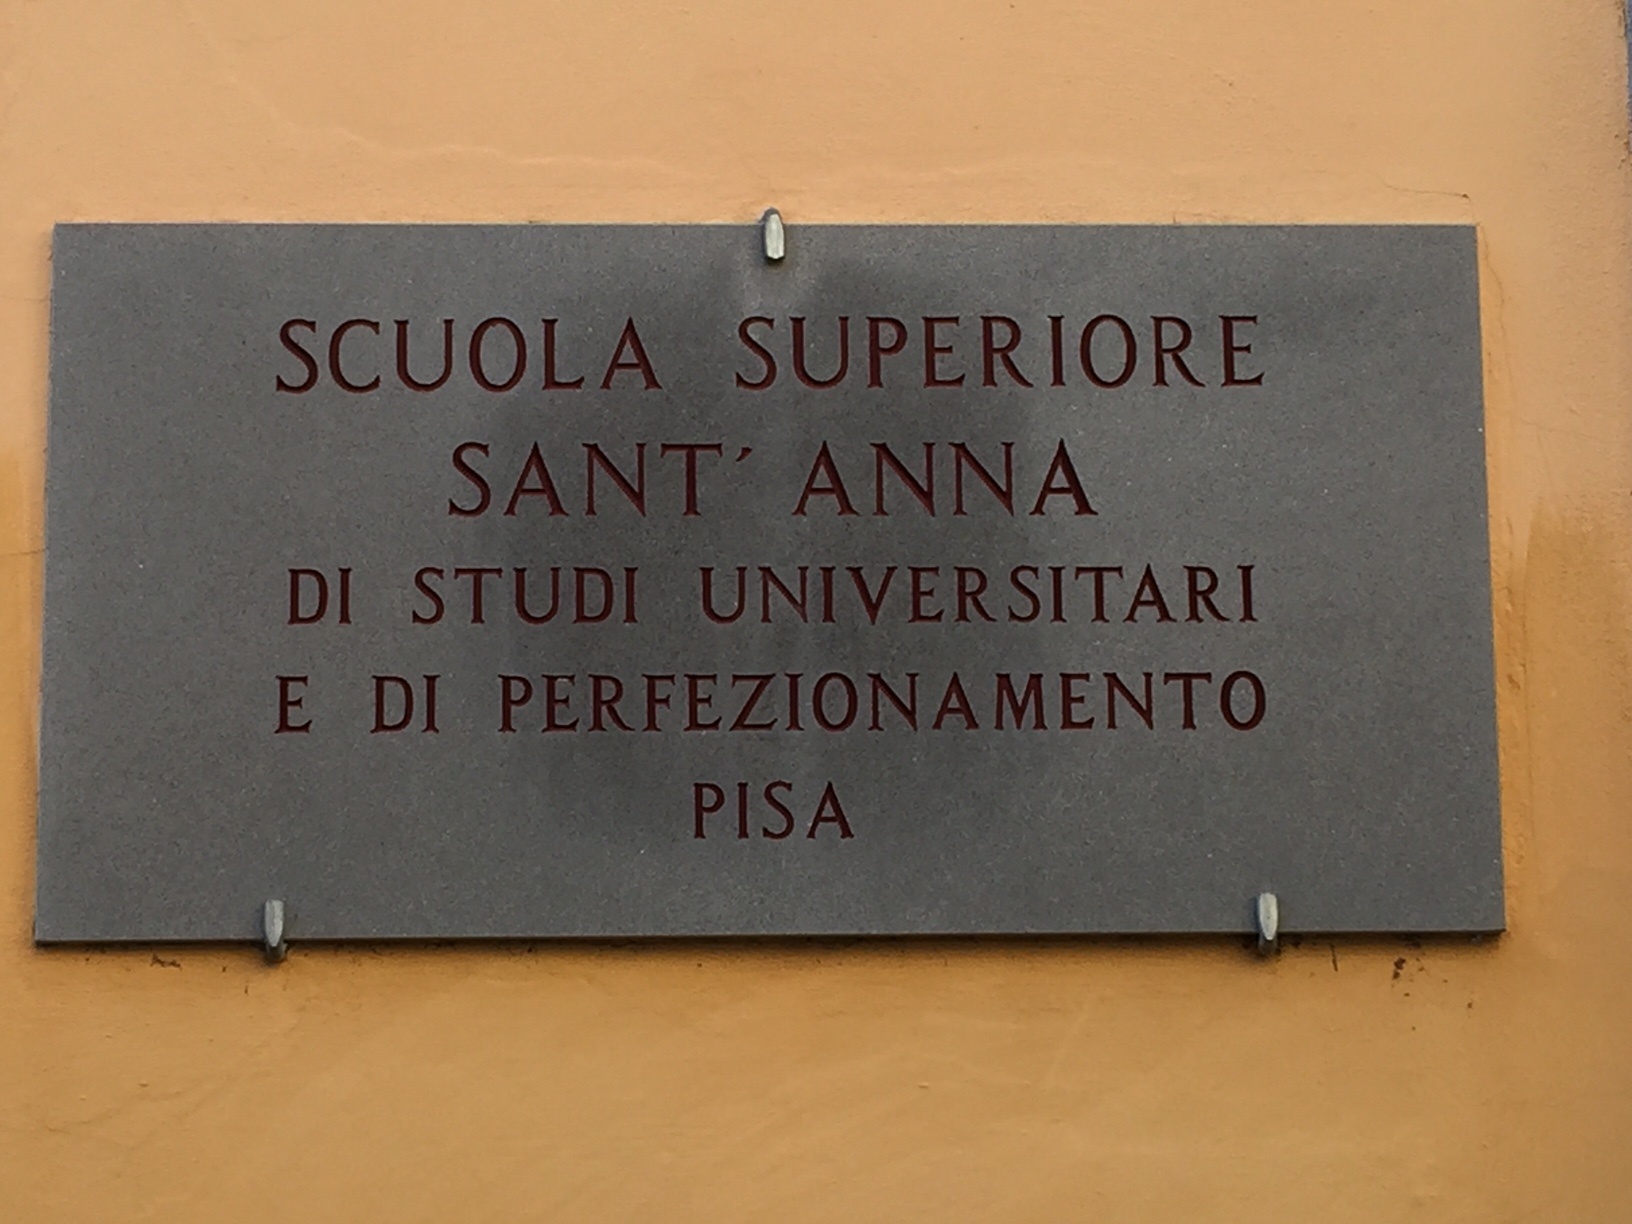 SCUOLA SUPERIORE
SANT' ANNA
DI STUDI UNIVERSITARI
E DI PERFEZIONAMENTO
PISA